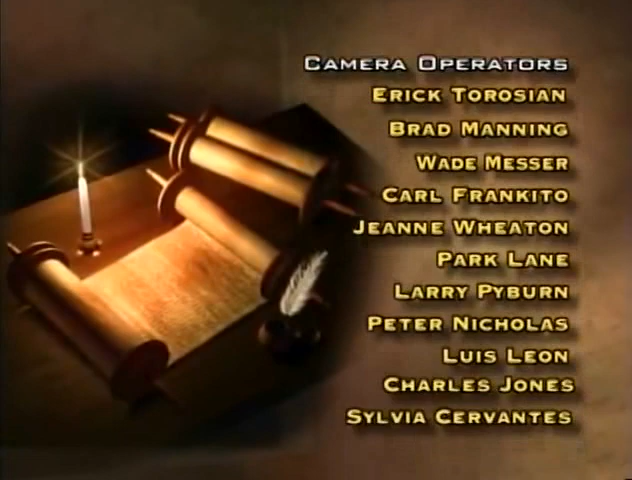 CAMERA OPERATORS
ERICK TOROSIAN
BRAD MANNING
WADE MESSER
CARL FRANKITO
JEANNE WHEATON
PARK LANE
LARRY PYBURN
PETER NICHOLAS
LUIS LEON
CHARLES JONES
SYLVIA CERVANTES